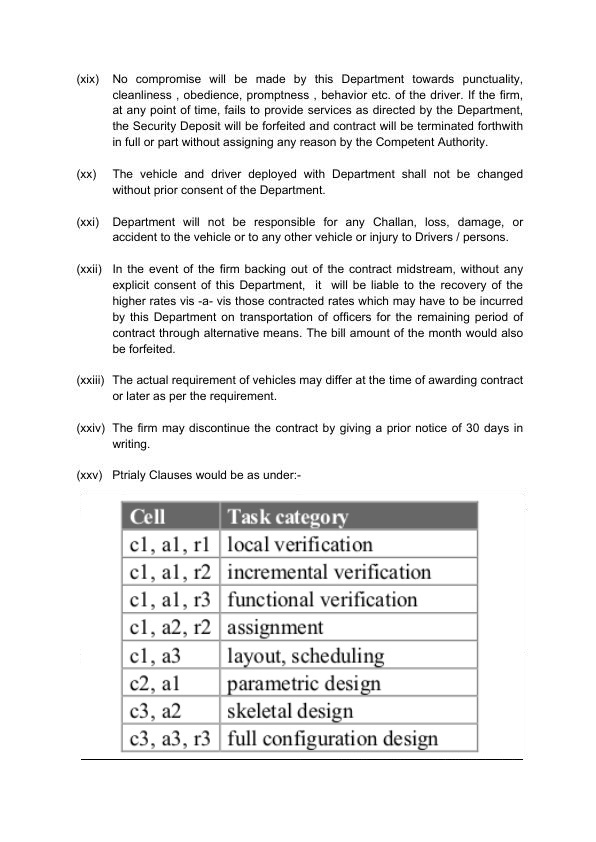 (xix) No compromise will be made by this Department towards punctuality,
cleanliness , obedience, promptness , behavior etc. of the driver. If the firm,
at any point of time, fails to provide services as directed by the Department,
the Security Deposit will be forfeited and contract will be terminated forthwith
in full or part without assigning any reason by the Competent Authority.
(xx) The vehicle and driver deployed with Department shall not be changed
without prior consent of the Department.
(xxi) Department will not be responsible for any Challan, loss, damage, or
accident to the vehicle or to any other vehicle or injury to Drivers / persons.
(xxii) In the event of the firm backing out of the contract midstream, without any
explicit consent of this Department, it will be liable to the recovery of the
higher rates vis -a- vis those contracted rates which may have to be incurred
by this Department on transportation of officers for the remaining period of
contract through alternative means. The bill amount of the month would also
be forfeited.
(xxiii) The actual requirement of vehicles may differ at the time of awarding contract
or later as per the requirement.
(xxiv) The firm may discontinue the contract by giving a prior notice of 30 days in
writing.
(xxv) Ptrialy Clauses would be as under:-
Cell Task category
c1, a1, r1 local verification
c1, a1, r2 incremental verification
c1, a1, r3 functional verification
c1, a2, r2 assignment
c1, a3 layout, scheduling
c2, a1 parametric design
c3, a2 skeletal design
c3, a3, r3 full configuration design